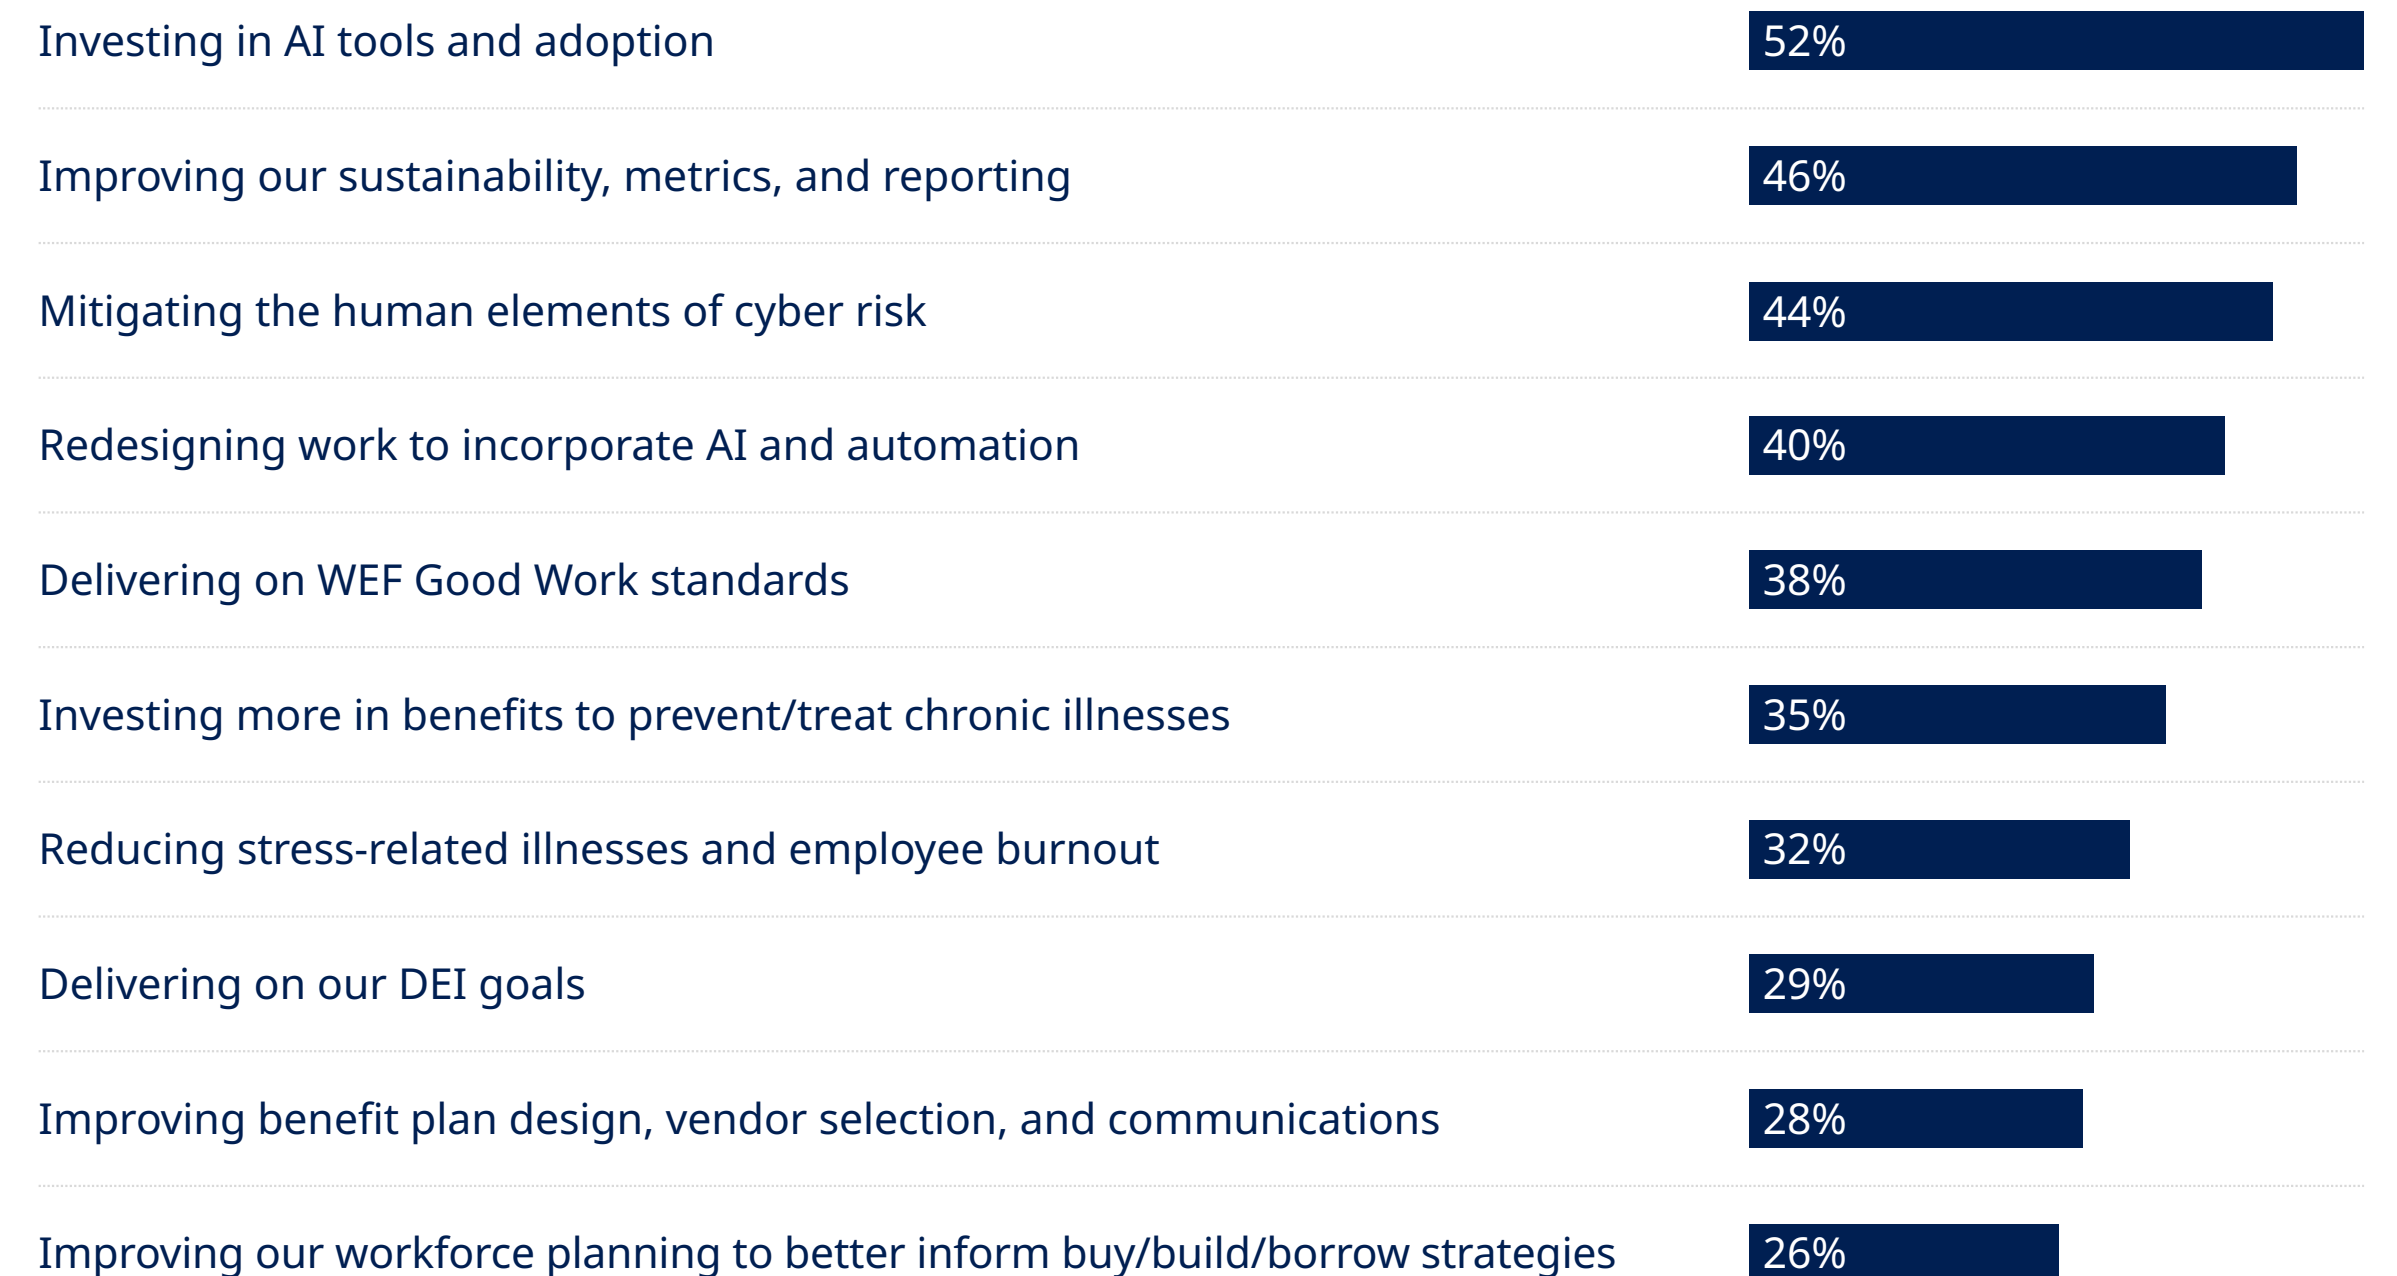 Investing in AI tools and adoption 52%
Improving our sustainability, metrics, and reporting 46%
Mitigating the human elements of cyber risk 44%
Redesigning work to incorporate AI and automation 40%
Delivering on WEF Good Work standards 38%
Investing more in benefits to prevent/treat chronic illnesses 35%
Reducing stress-related illnesses and employee burnout 32%
Delivering on our DEI goals 29%
Improving benefit plan design, vendor selection, and communications 28%
Improving our workforce planning to better inform buy/build/borrow strategies 26%